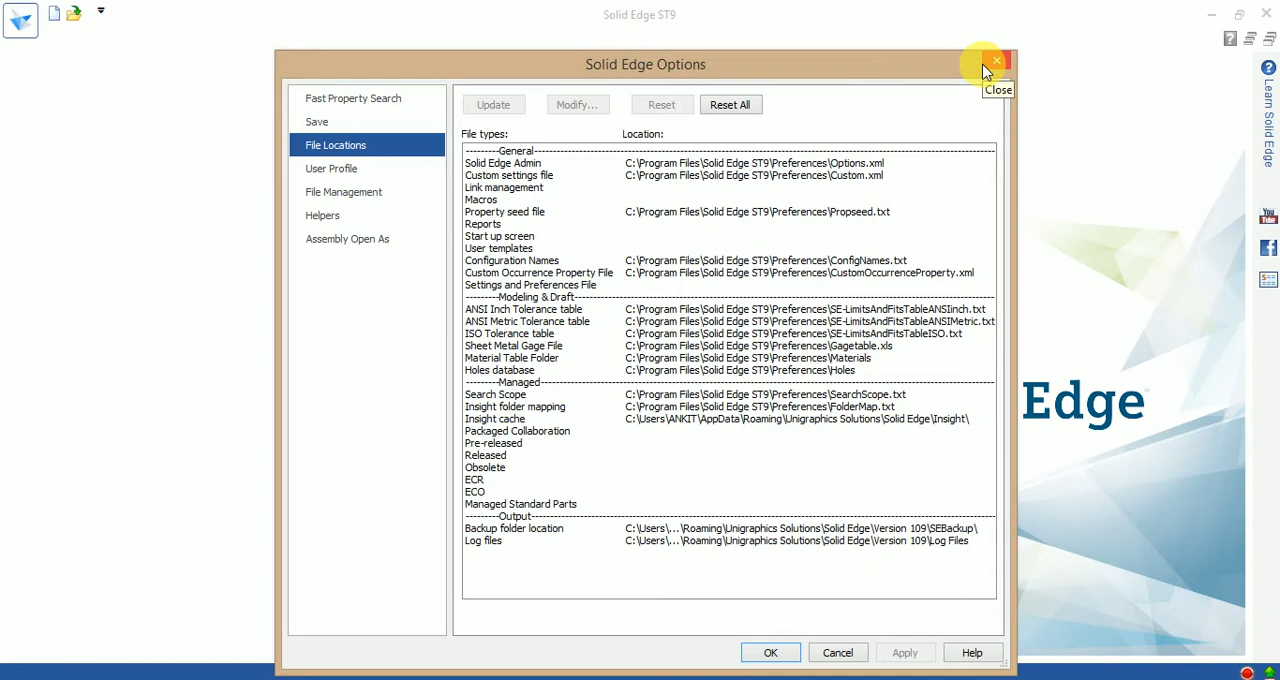 Solid Edge ST9
Solid Edge Options
Close
Learn Solid Edge
You Tube
Fast Property Search
Save
File Locations
User Profile
File Management
Helpers
Assembly Open As
Update Modify... Reset Reset All
File types: Location:
--------General--------
Solid Edge Admin C:\Program Files\Solid Edge ST9\Preferences\Options.xml
Custom settings file C:\Program Files\Solid Edge ST9\Preferences\Custom.xml
Link management
Macros
Property seed file C:\Program Files\Solid Edge ST9\Preferences\Propseed.txt
Reports
Start up screen
User templates
Configuration Names C:\Program Files\Solid Edge ST9\Preferences\ConfigNames.txt
Custom Occurrence Property File C:\Program Files\Solid Edge ST9\Preferences\CustomOccurrenceProperty.xml
Settings and Preferences File
--------Modeling & Draft--------
ANSI Inch Tolerance table C:\Program Files\Solid Edge ST9\Preferences\SE-LimitsAndFitsTableANSIInch.txt
ANSI Metric Tolerance table C:\Program Files\Solid Edge ST9\Preferences\SE-LimitsAndFitsTableANSIMetric.txt
ISO Tolerance table C:\Program Files\Solid Edge ST9\Preferences\SE-LimitsAndFitsTableISO.txt
Sheet Metal Gage File C:\Program Files\Solid Edge ST9\Preferences\Gagetable.xls
Material Table Folder C:\Program Files\Solid Edge ST9\Preferences\Materials
Holes database C:\Program Files\Solid Edge ST9\Preferences\Holes
--------Managed--------
Search Scope C:\Program Files\Solid Edge ST9\Preferences\SearchScope.txt
Insight folder mapping C:\Program Files\Solid Edge ST9\Preferences\FolderMap.txt
Insight cache C:\Users\ANKIT\AppData\Roaming\Unigraphics Solutions\Solid Edge\Insight\
Packaged Collaboration
Pre-released
Released
Obsolete
ECR
ECO
Managed Standard Parts
--------Output--------
Backup folder location C:\Users\...\Roaming\Unigraphics Solutions\Solid Edge\Version 109\SEBackup\
Log files C:\Users\...\Roaming\Unigraphics Solutions\Solid Edge\Version 109\Log Files
Edge
OK Cancel Apply Help